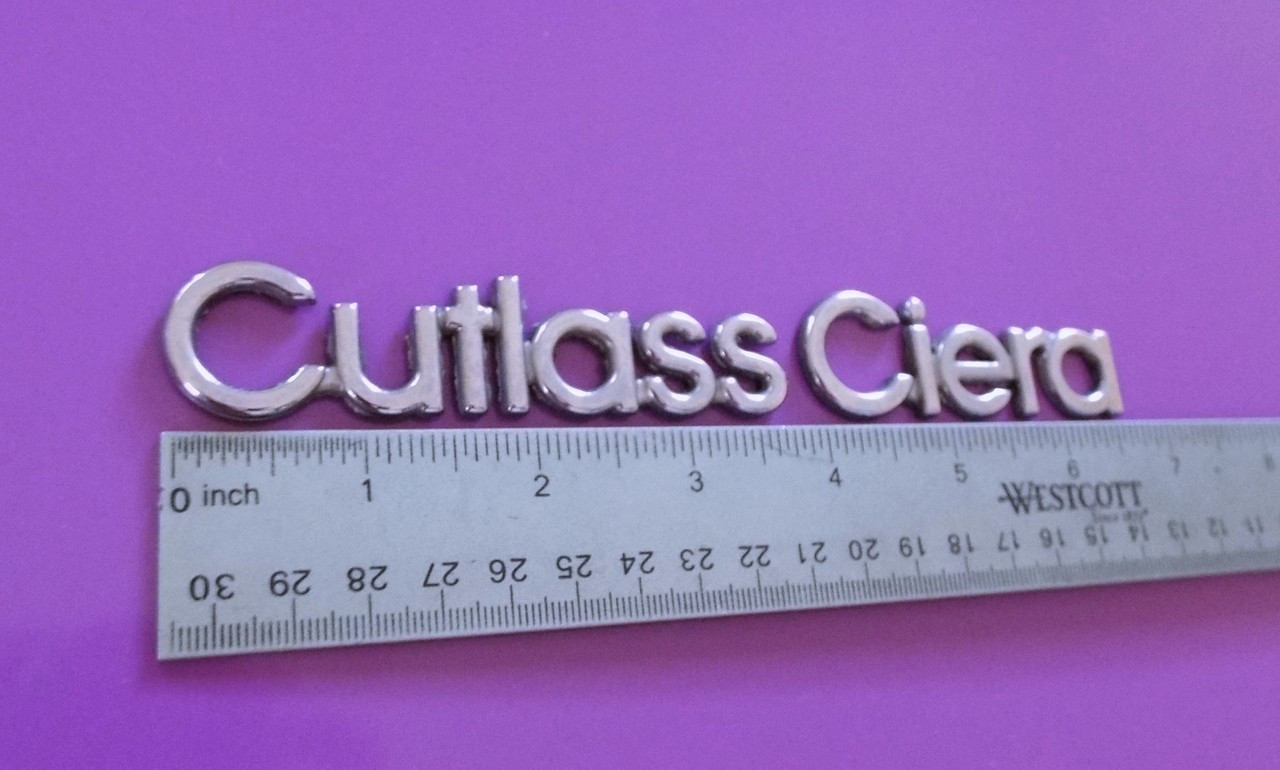 Cutlass Ciera
0 inch 1 2 3 4 5 6 7 8
WESTCOTT
30 29 28 27 26 25 24 23 22 21 20 19 18 17 16 15 14 13 12 11